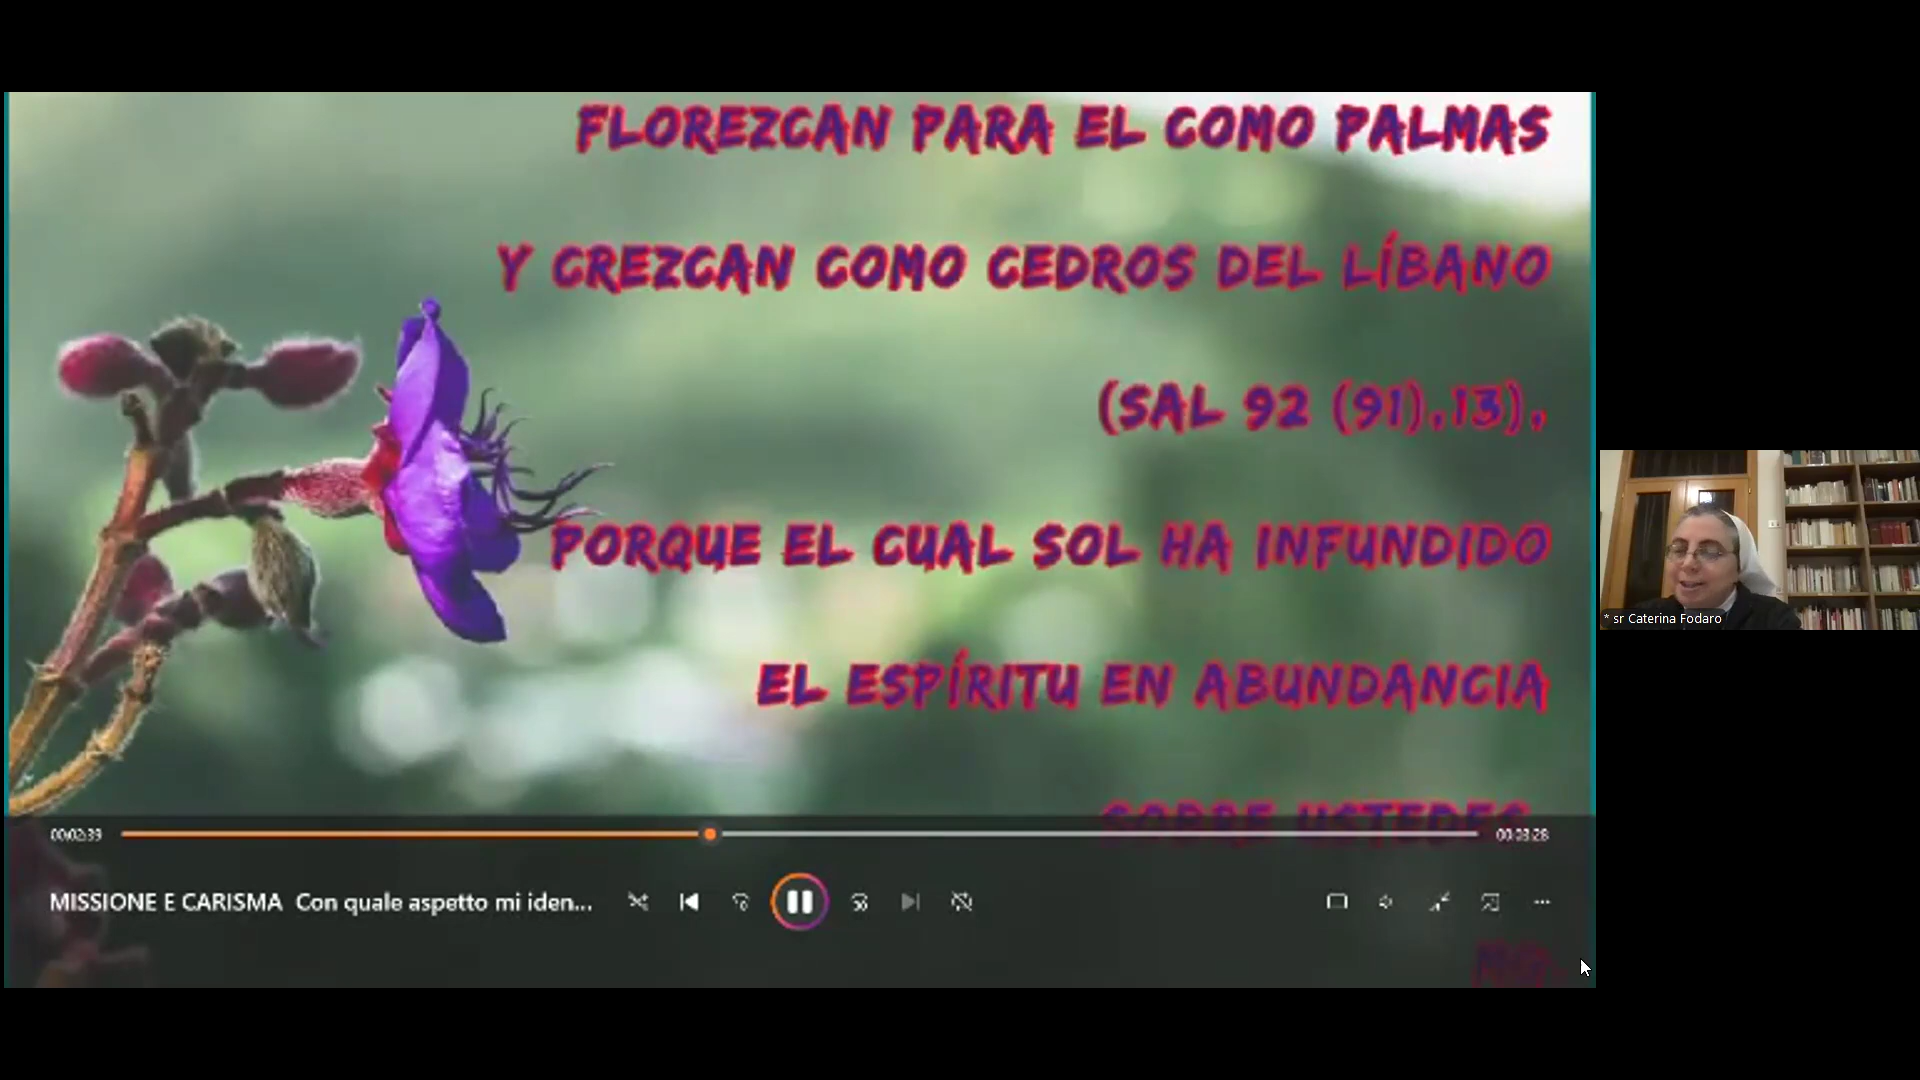 FLOREZCAN PARA EL COMO PALMAS
Y CREZCAN COMO CEDROS DEL LÍBANO
(SAL 92 (91),13),
PORQUE EL CUAL SOL HA INFUNDIDO
EL ESPÍRITU EN ABUNDANCIA
SOBRE USTEDES
00:02:39
00:03:28
MISSIONE E CARISMA Con quale aspetto mi iden...
* sr Caterina Fodaro